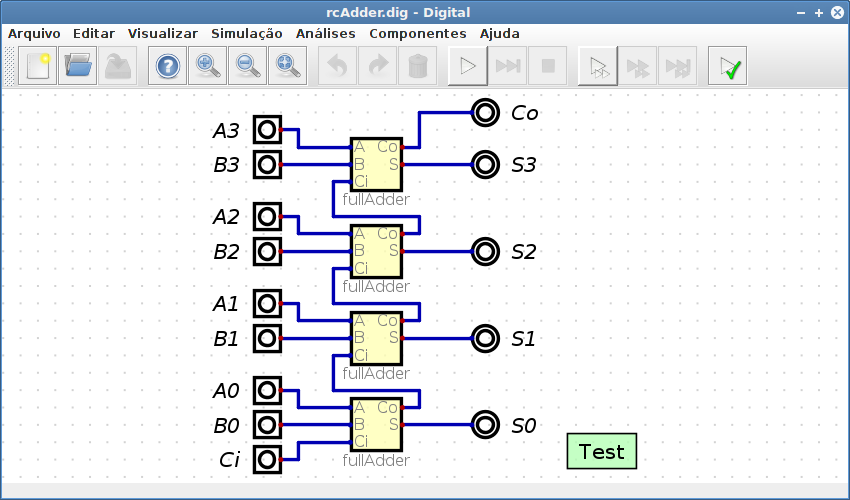 rcAdder.dig - Digital
Arquivo Editar Visualizar Simulação Análises Componentes Ajuda
Co
A3
A Co
B3
B S
S3
Ci
fullAdder
A2
A Co
B2
B S
S2
Ci
fullAdder
A1
A Co
B1
B S
S1
Ci
fullAdder
A0
A Co
B0
B S
S0
Ci
Ci
fullAdder
Test